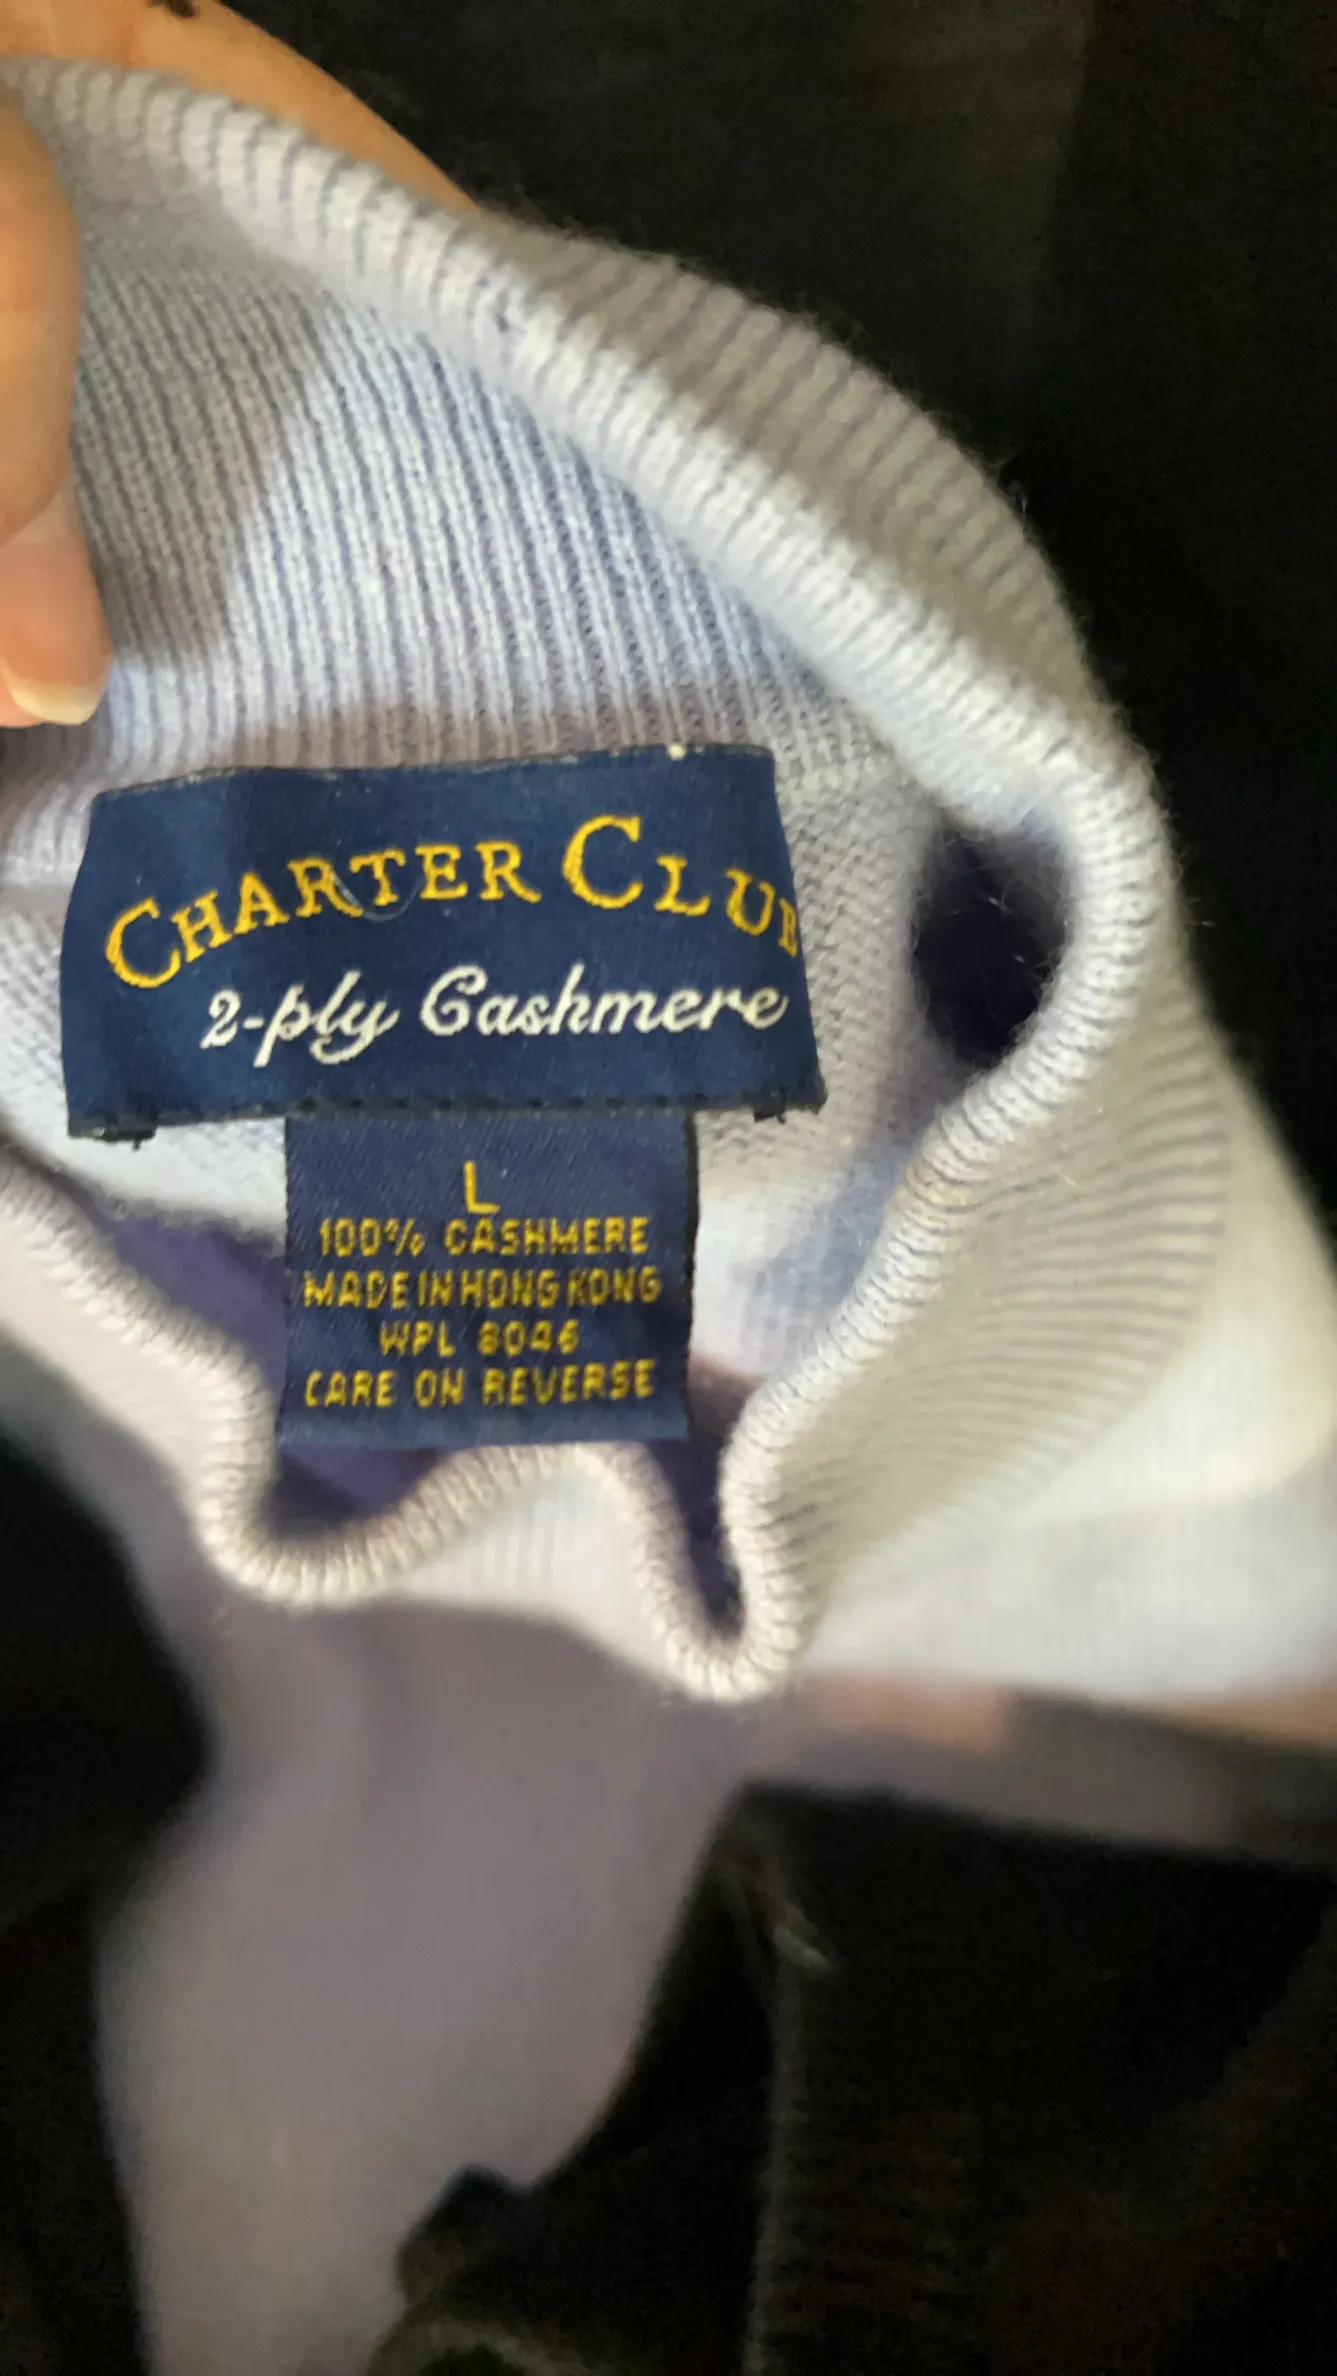 CHARTER CLUB
2-ply Cashmere
L
100% CASHMERE
MADE IN HONG KONG
WPL 8046
CARE ON REVERSE